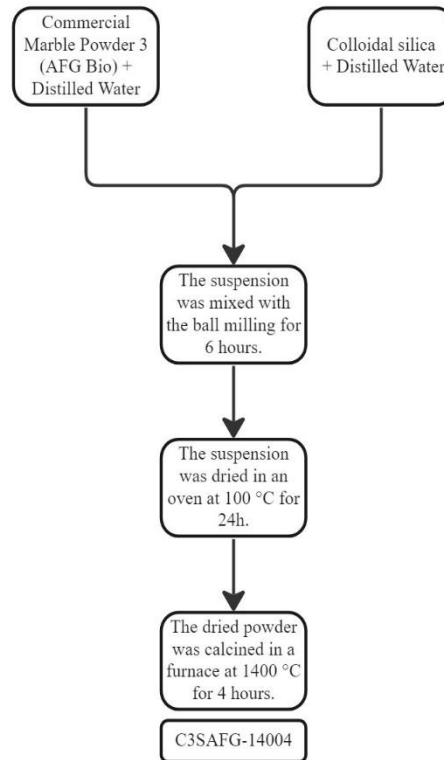 Commercial
Marble Powder 3
(AFG Bio) +
Distilled Water
Colloidal silica
+ Distilled Water
The suspension
was mixed with
the ball milling for
6 hours.
The suspension
was dried in an
oven at 100 °C for
24h.
The dried powder
was calcined in a
furnace at 1400 °C
for 4 hours.
C3SAFG-14004